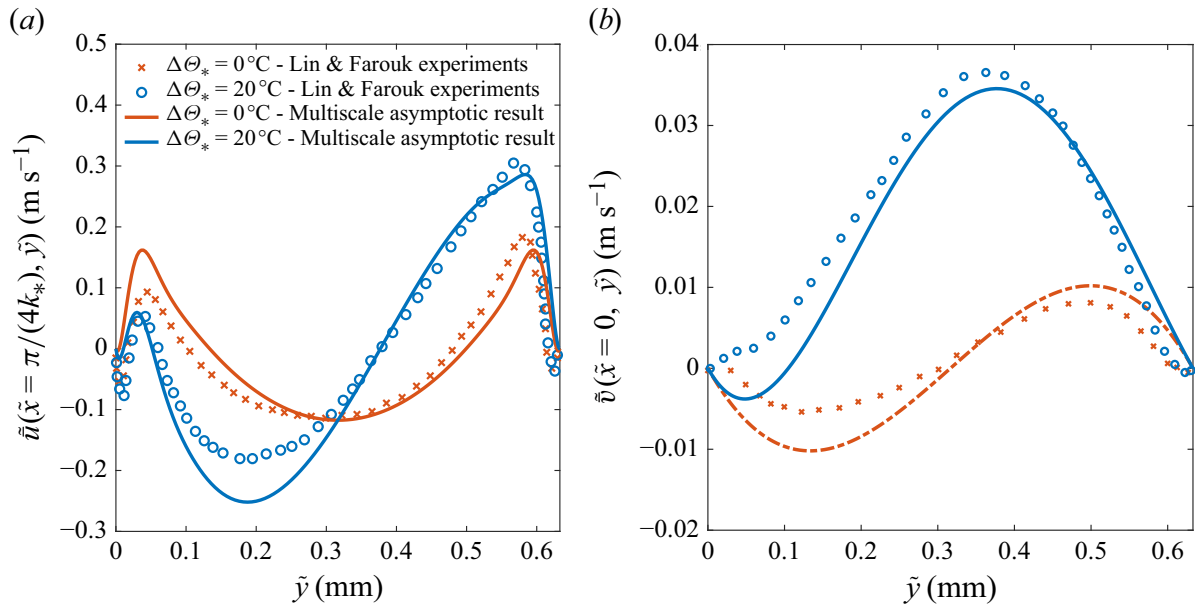 (a)
0.5
0.4
0.3
0.2
0.1
0
−0.1
−0.2
−0.3
ũ(x̃ = π/(4k*), ỹ) (m s⁻¹)
ΔΘ* = 0 °C - Lin & Farouk experiments
ΔΘ* = 20 °C - Lin & Farouk experiments
ΔΘ* = 0 °C - Multiscale asymptotic result
ΔΘ* = 20 °C - Multiscale asymptotic result
0 0.1 0.2 0.3 0.4 0.5 0.6
ỹ (mm)
(b)
0.04
0.03
0.02
0.01
0
−0.01
−0.02
ṽ(x̃ = 0, ỹ) (m s⁻¹)
0 0.1 0.2 0.3 0.4 0.5 0.6
ỹ (mm)